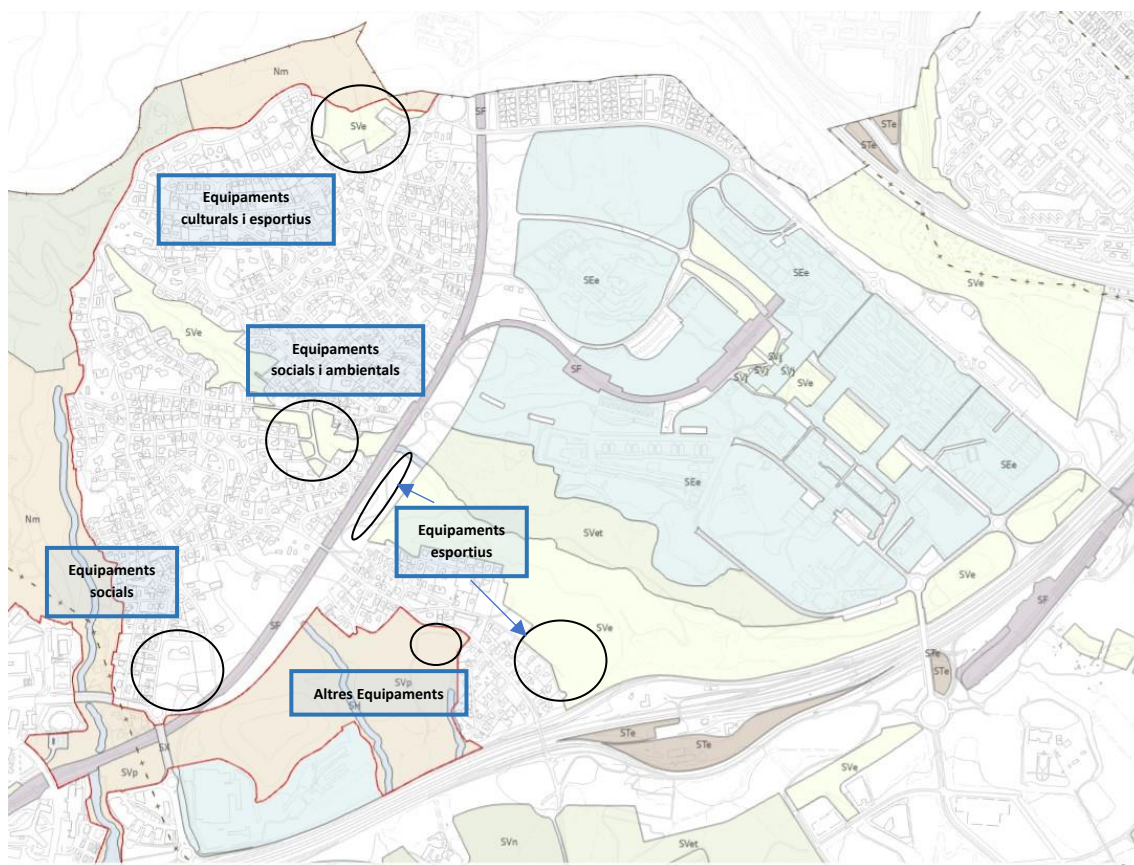 Nm
SF
SVe
STe
STe
Equipaments
culturals i esportius
SEe
SEe
SVe
SVe
Equipaments
socials i ambientals
SF
SVj
SVj
SVj
SVj
SVe
SEe
SEe
Nm
Equipaments
esportius
SVet
Equipaments
socials
SVe
SF
SF
SVe
STe
STe
SVp
Altres Equipaments
SH
SX
STe
STe
SVp
SVe
SVn
SVet